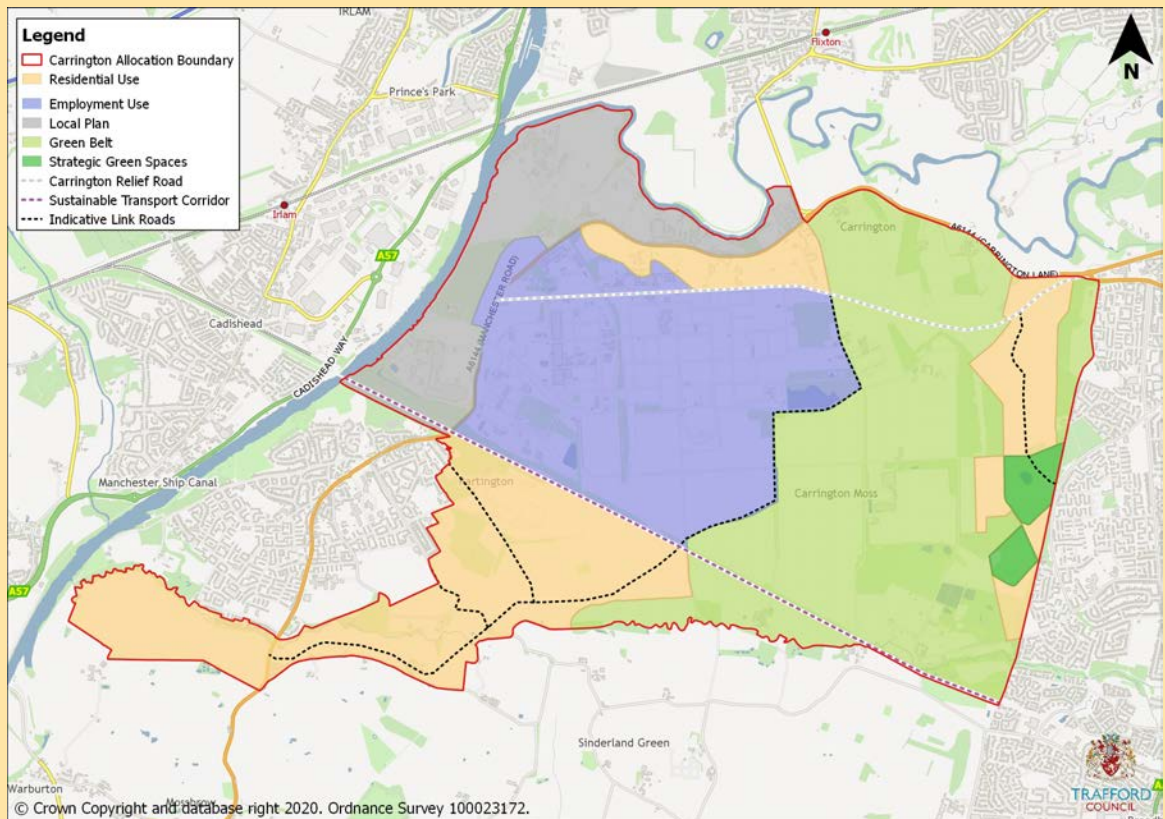 Legend
Carrington Allocation Boundary
Residential Use
Employment Use
Local Plan
Green Belt
Strategic Green Spaces
Carrington Relief Road
Sustainable Transport Corridor
Indicative Link Roads
IRLAM
Flixton
N
Prince's Park
Irlam
A57
Carrington
A6144 (CARRINGTON LANE)
A6144 (MANCHESTER ROAD)
Cadishead
CADISHEAD WAY
Manchester Ship Canal
Partington
Carrington Moss
A57
Sinderland Green
Warburton
TRAFFORD
COUNCIL
© Crown Copyright and database right 2020. Ordnance Survey 100023172.